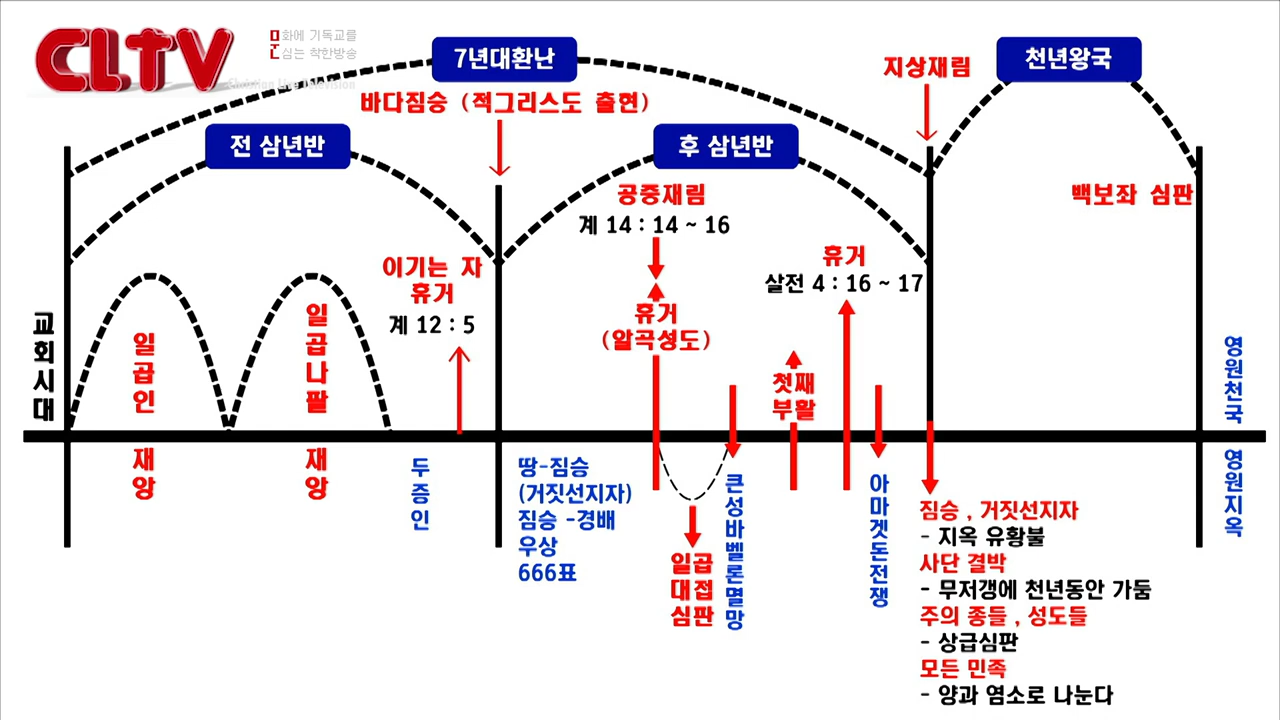 CLTV
문화에 기독교를
심는 착한방송
Christian Live Television
7년대환난
지상재림
천년왕국
바다짐승 (적그리스도 출현)
전 삼년반
후 삼년반
공중재림
계 14 : 14 ~ 16
백보좌 심판
이기는 자
휴거
계 12 : 5
휴거
살전 4 : 16 ~ 17
휴거
(알곡성도)
첫째
부활
교회시대
일곱인
재앙
일곱나팔
재앙
영원천국
영원지옥
두증인
땅-짐승
(거짓선지자)
짐승 -경배
우상
666표
일곱
대접
심판
큰성바벨론멸망
아마겟돈전쟁
짐승 , 거짓선지자
- 지옥 유황불
사단 결박
- 무저갱에 천년동안 가둠
주의 종들 , 성도들
- 상급심판
모든 민족
- 양과 염소로 나눈다